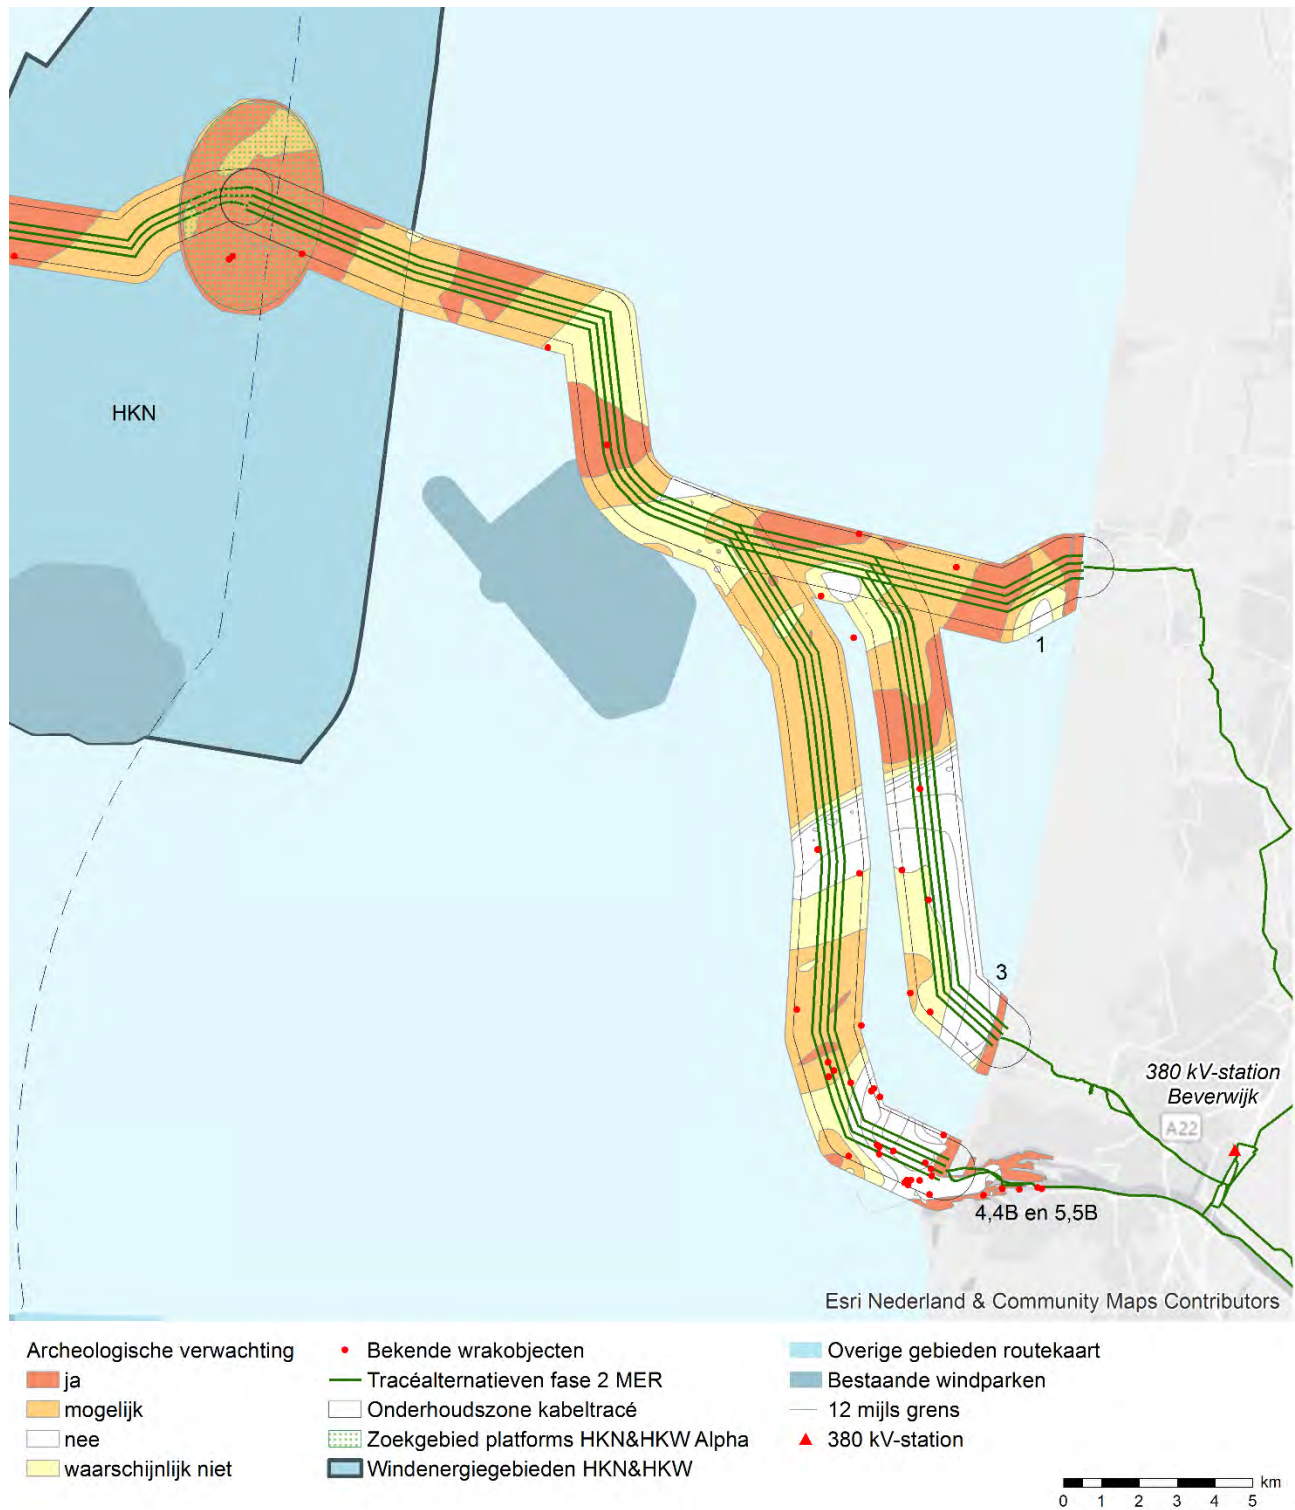 HKN
1
3
380 kV-station
Beverwijk
A22
4,4B en 5,5B
Esri Nederland & Community Maps Contributors
Archeologische verwachting
ja
mogelijk
nee
waarschijnlijk niet
Bekende wrakobjecten
Tracéalternatieven fase 2 MER
Onderhoudszone kabeltracé
Zoekgebied platforms HKN&HKW Alpha
Windenergiegebieden HKN&HKW
Overige gebieden routekaart
Bestaande windparken
12 mijls grens
380 kV-station
km
0 1 2 3 4 5